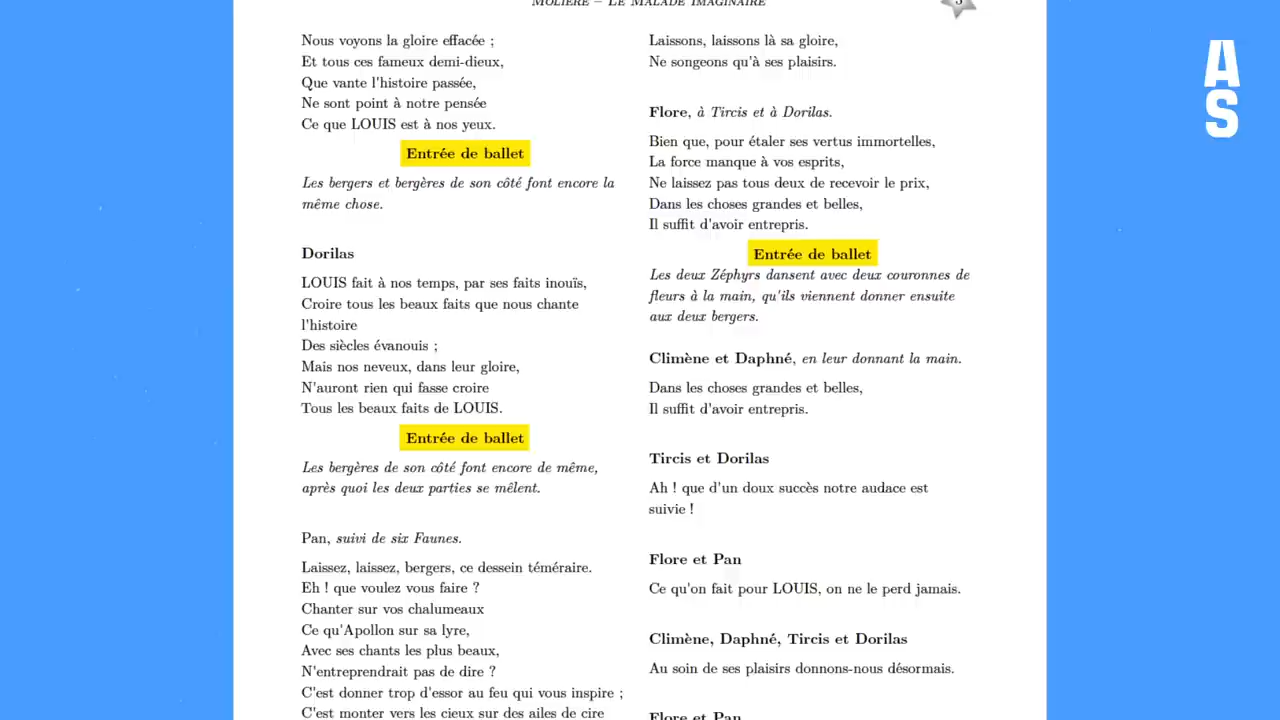 MOLIÈRE – LE MALADE IMAGINAIRE
Nous voyons la gloire effacée ;
Et tous ces fameux demi-dieux,
Que vante l'histoire passée,
Ne sont point à notre pensée
Ce que LOUIS est à nos yeux.
Entrée de ballet
Les bergers et bergères de son côté font encore la
même chose.
Dorilas
LOUIS fait à nos temps, par ses faits inouïs,
Croire tous les beaux faits que nous chante
l'histoire
Des siècles évanouis ;
Mais nos neveux, dans leur gloire,
N'auront rien qui fasse croire
Tous les beaux faits de LOUIS.
Entrée de ballet
Les bergères de son côté font encore de même,
après quoi les deux parties se mêlent.
Pan, suivi de six Faunes.
Laissez, laissez, bergers, ce dessein téméraire.
Eh ! que voulez vous faire ?
Chanter sur vos chalumeaux
Ce qu'Apollon sur sa lyre,
Avec ses chants les plus beaux,
N'entreprendrait pas de dire ?
C'est donner trop d'essor au feu qui vous inspire ;
C'est monter vers les cieux sur des ailes de cire
Laissons, laissons là sa gloire,
Ne songeons qu'à ses plaisirs.
Flore, à Tircis et à Dorilas.
Bien que, pour étaler ses vertus immortelles,
La force manque à vos esprits,
Ne laissez pas tous deux de recevoir le prix,
Dans les choses grandes et belles,
Il suffit d'avoir entrepris.
Entrée de ballet
Les deux Zéphyrs dansent avec deux couronnes de
fleurs à la main, qu'ils viennent donner ensuite
aux deux bergers.
Climène et Daphné, en leur donnant la main.
Dans les choses grandes et belles,
Il suffit d'avoir entrepris.
Tircis et Dorilas
Ah ! que d'un doux succès notre audace est
suivie !
Flore et Pan
Ce qu'on fait pour LOUIS, on ne le perd jamais.
Climène, Daphné, Tircis et Dorilas
Au soin de ses plaisirs donnons-nous désormais.
Flore et Pan
A
S